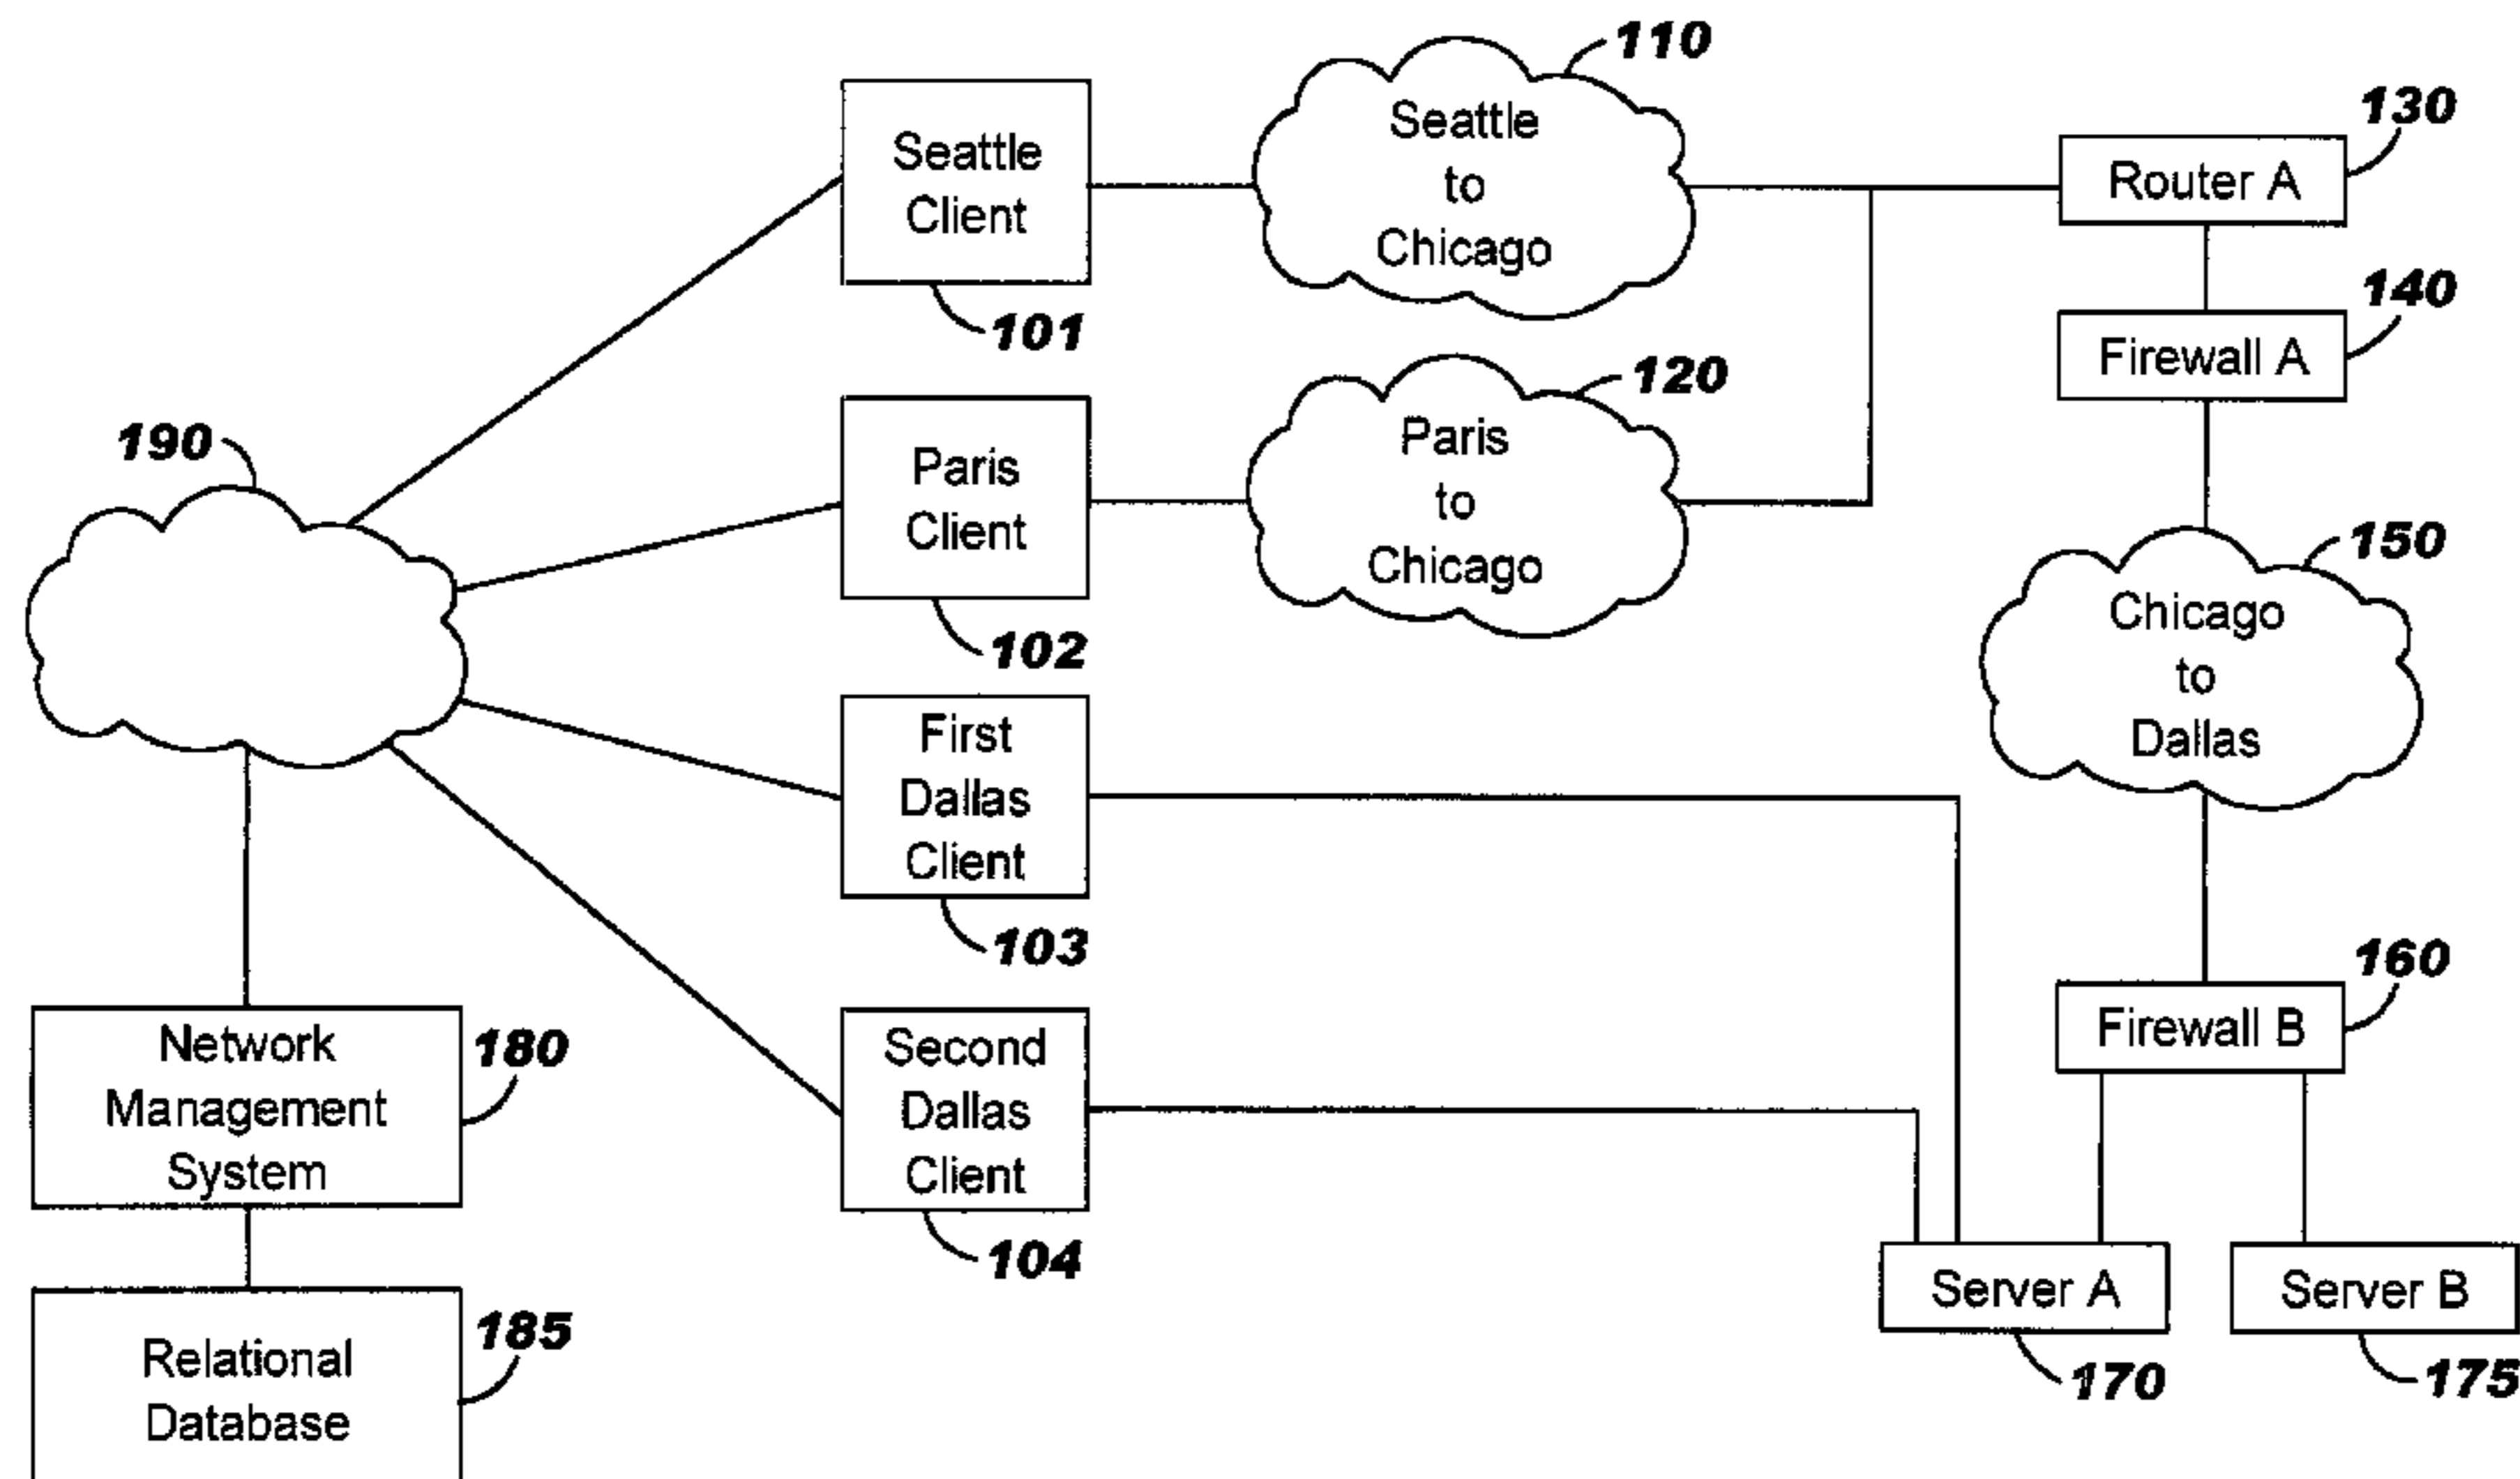 110
Seattle
to
Chicago
130
Router A
Seattle
Client
101
140
Firewall A
120
Paris
to
Chicago
190
Paris
Client
102
150
Chicago
to
Dallas
First
Dallas
Client
103
160
Firewall B
Network
Management
System
180
Second
Dallas
Client
104
Server A
170
Server B
175
Relational
Database
185